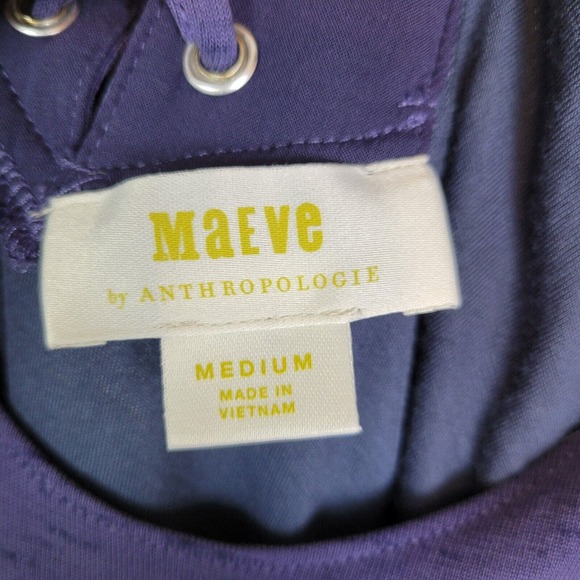 MaEVe
by ANTHROPOLOGIE
MEDIUM
MADE IN
VIETNAM